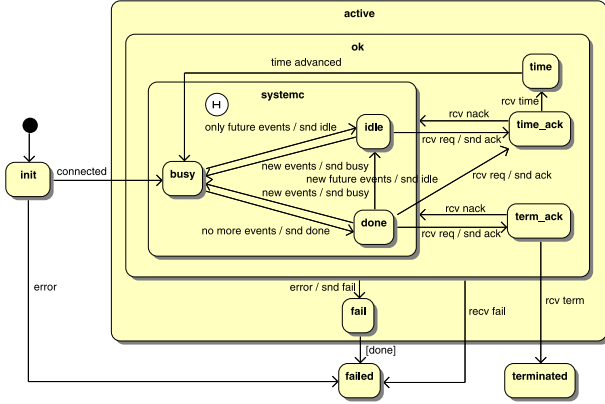 active
ok
time advanced
time
systemc
H
rcv time
only future events / snd idle
idle
rcv nack
time_ack
rcv req / snd ack
init
connected
busy
new events / snd busy
new future events / snd idle
rcv req / snd ack
new events / snd busy
no more events / snd done
done
rcv nack
term_ack
rcv req / snd ack
error
error / snd fail
fail
recv fail
rcv term
[done]
failed
terminated